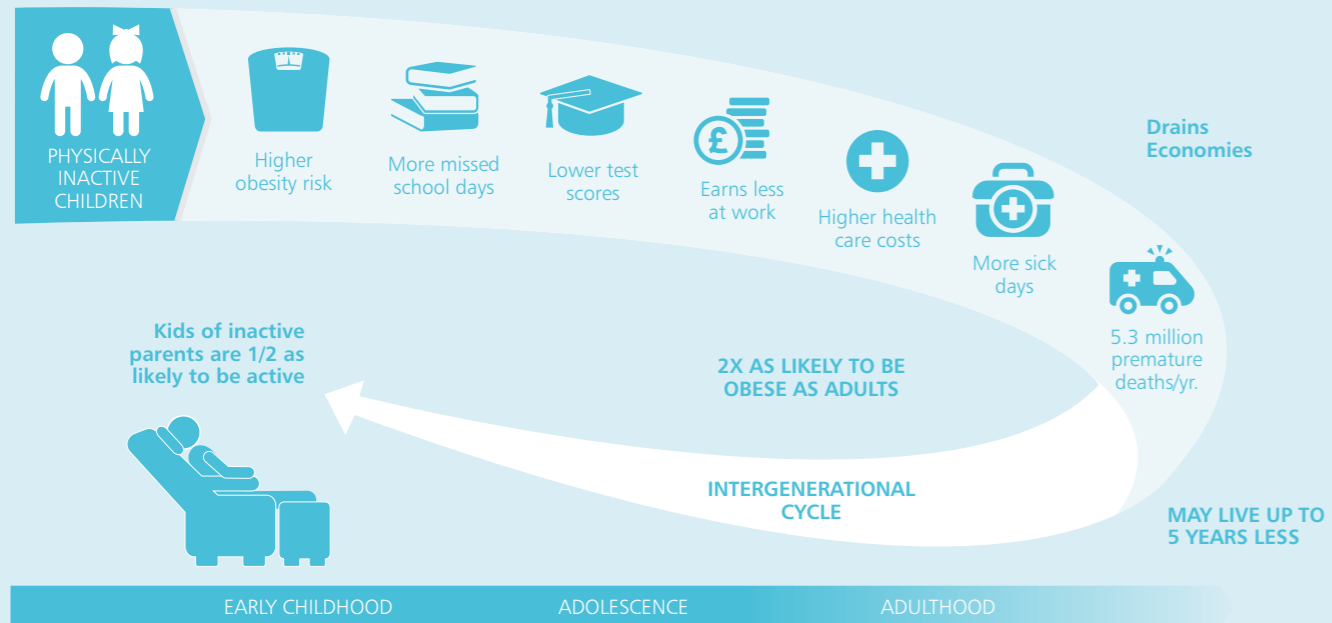 PHYSICALLY
INACTIVE
CHILDREN
Higher
obesity risk
More missed
school days
Lower test
scores
£
Earns less
at work
Higher health
care costs
More sick
days
5.3 million
premature
deaths/yr.
Drains
Economies
Kids of inactive
parents are 1/2 as
likely to be active
2X AS LIKELY TO BE
OBESE AS ADULTS
INTERGENERATIONAL
CYCLE
MAY LIVE UP TO
5 YEARS LESS
EARLY CHILDHOOD
ADOLESCENCE
ADULTHOOD